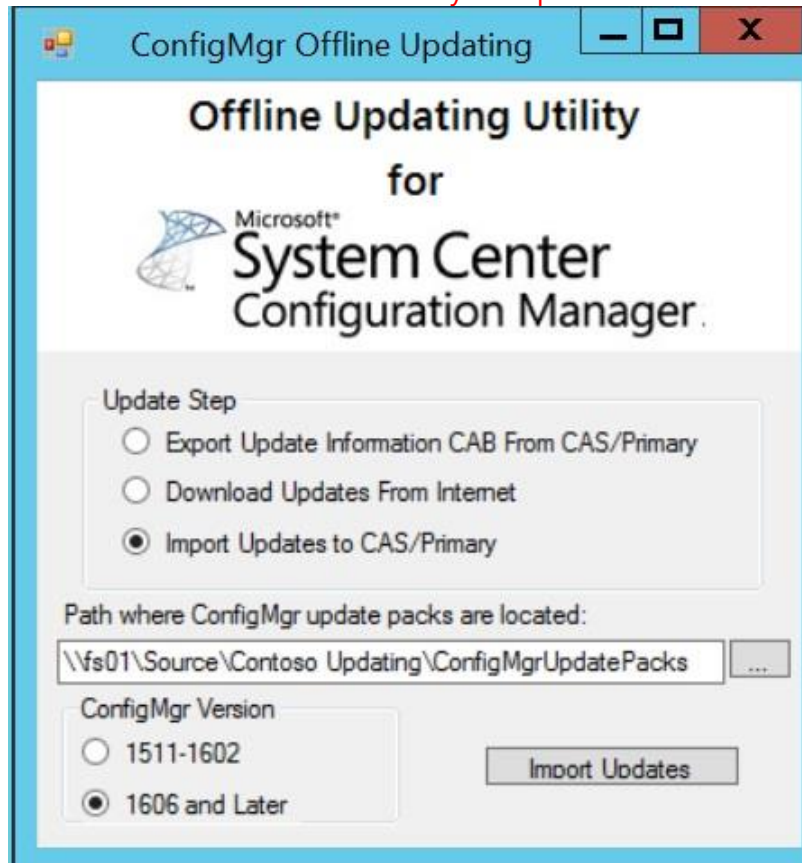 ConfigMgr Offline Updating
Offline Updating Utility
for
Microsoft®
System Center
Configuration Manager
Update Step
Export Update Information CAB From CAS/Primary
Download Updates From Internet
Import Updates to CAS/Primary
Path where ConfigMgr update packs are located:
\\fs01\Source\Contoso Updating\ConfigMgrUpdatePacks ...
ConfigMgr Version
1511-1602
Import Updates
1606 and Later